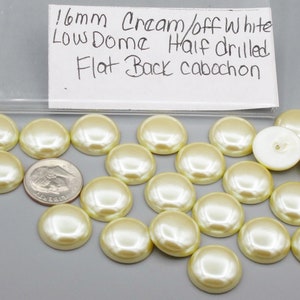 16mm Cream/off White
Low Dome Half drilled
Flat Back cabochon